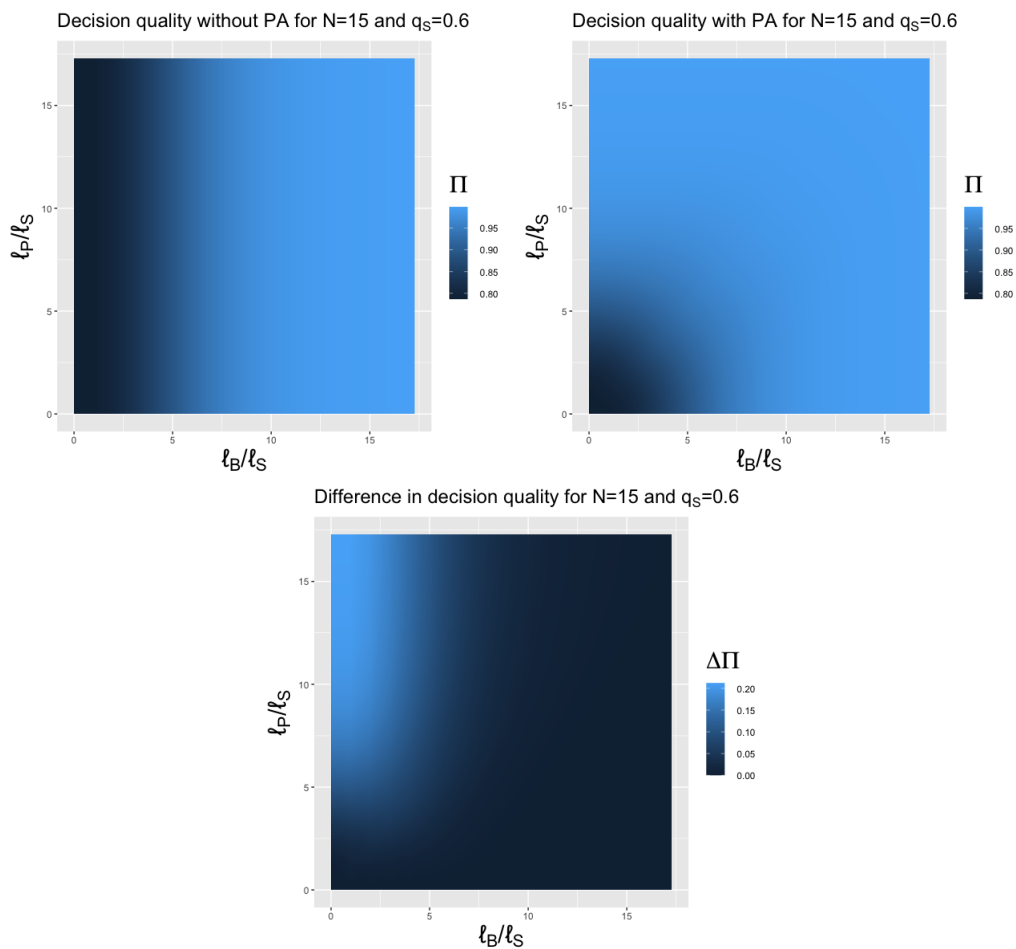 Decision quality without PA for N=15 and qS=0.6
15
10
5
0
0 5 10 15
ℓP/ℓS
ℓB/ℓS
Π
0.95
0.90
0.85
0.80
Decision quality with PA for N=15 and qS=0.6
15
10
5
0
0 5 10 15
ℓP/ℓS
ℓB/ℓS
Π
0.95
0.90
0.85
0.80
Difference in decision quality for N=15 and qS=0.6
15
10
5
0
0 5 10 15
ℓP/ℓS
ℓB/ℓS
ΔΠ
0.20
0.15
0.10
0.05
0.00